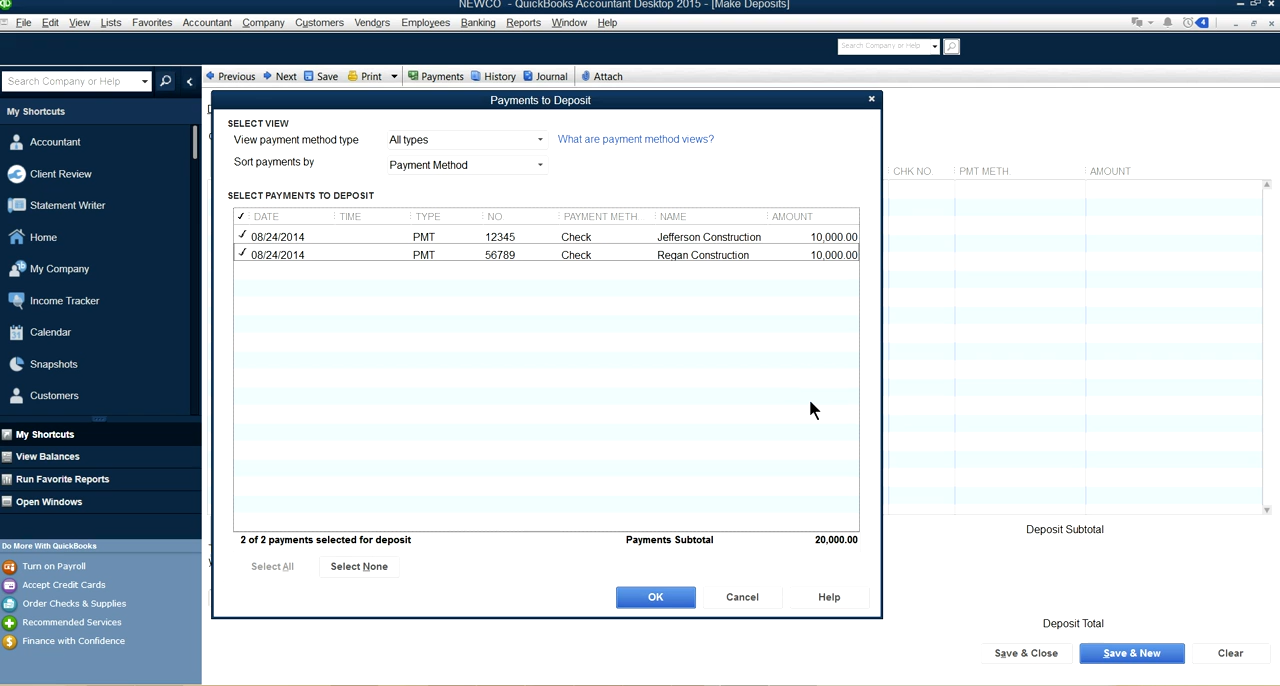 NEWCO - QuickBooks Accountant Desktop 2015 - [Make Deposits]
File Edit View Lists Favorites Accountant Company Customers Vendors Employees Banking Reports Window Help
4
Search Company or Help
Search Company or Help
Previous Next Save Print Payments History Journal Attach
My Shortcuts
Accountant
Client Review
Statement Writer
Home
My Company
Income Tracker
Calendar
Snapshots
Customers
My Shortcuts
View Balances
Run Favorite Reports
Open Windows
Do More With QuickBooks
Turn on Payroll
Accept Credit Cards
Order Checks & Supplies
Recommended Services
Finance with Confidence
Payments to Deposit
SELECT VIEW
View payment method type All types What are payment method views?
Sort payments by Payment Method
SELECT PAYMENTS TO DEPOSIT
✓ DATE TIME TYPE NO. PAYMENT METH NAME AMOUNT
✓ 08/24/2014 PMT 12345 Check Jefferson Construction 10,000.00
✓ 08/24/2014 PMT 56789 Check Regan Construction 10,000.00
2 of 2 payments selected for deposit Payments Subtotal 20,000.00
Select All Select None
OK Cancel Help
CHK NO. PMT METH. AMOUNT
Deposit Subtotal
Deposit Total
Save & Close Save & New Clear